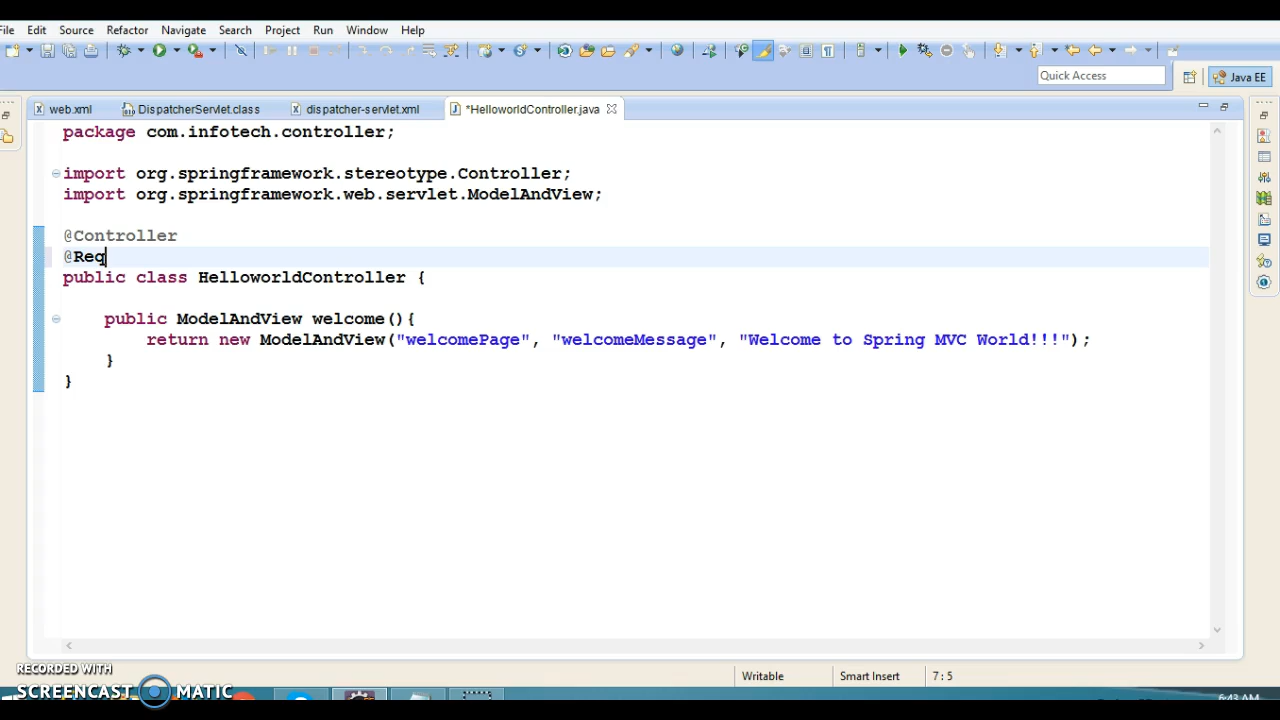 File Edit Source Refactor Navigate Search Project Run Window Help
Quick Access
Java EE
web.xml DispatcherServlet.class dispatcher-servlet.xml *HelloworldController.java
package com.infotech.controller;
import org.springframework.stereotype.Controller;
import org.springframework.web.servlet.ModelAndView;
@Controller
@Req
public class HelloworldController {
public ModelAndView welcome(){
return new ModelAndView("welcomePage", "welcomeMessage", "Welcome to Spring MVC World!!!");
}
}
RECORDED WITH
SCREENCAST MATIC
Writable Smart Insert 7 : 5
6:43 AM